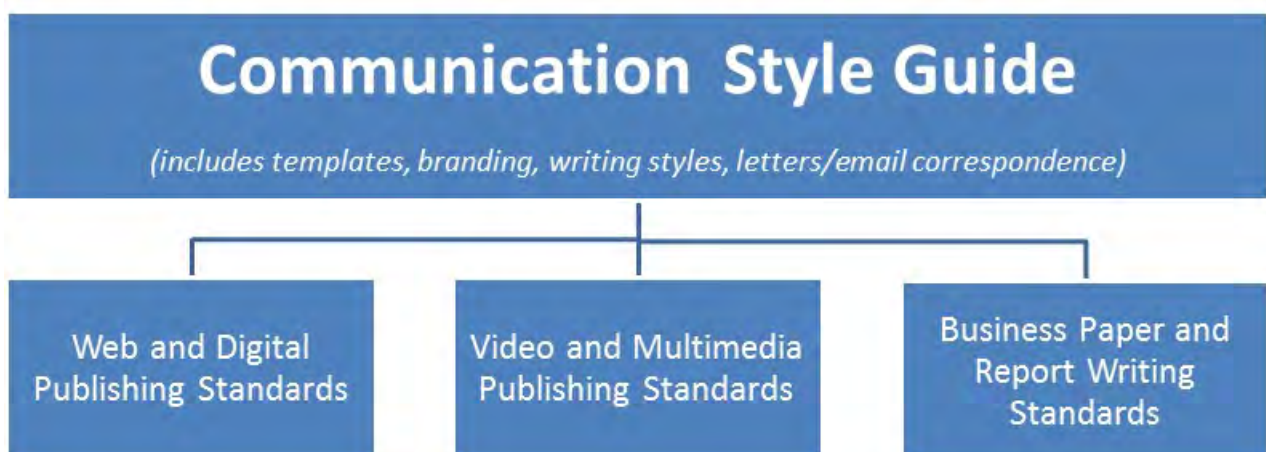 Communication Style Guide
(includes templates, branding, writing styles, letters/email correspondence)
Web and Digital
Publishing Standards
Video and Multimedia
Publishing Standards
Business Paper and
Report Writing
Standards